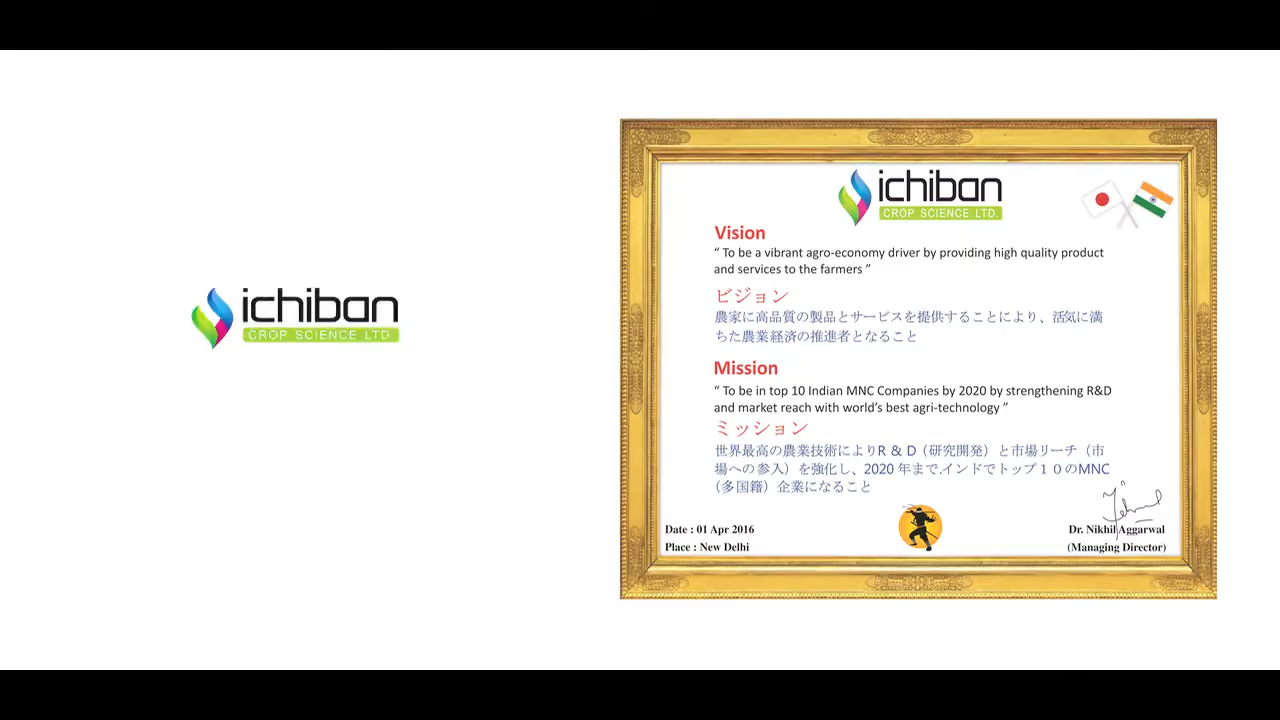 ichiban
CROP SCIENCE LTD.
ichiban
CROP SCIENCE LTD.
Vision
“ To be a vibrant agro-economy driver by providing high quality product
and services to the farmers ”
ビジョン
農家に高品質の製品とサービスを提供することにより、活気に満
ちた農業経済の推進者となること
Mission
“ To be in top 10 Indian MNC Companies by 2020 by strengthening R&D
and market reach with world’s best agri-technology ”
ミッション
世界最高の農業技術によりR & D（研究開発）と市場リーチ（市
場への参入）を強化し、2020 年まで.インドでトップ１０のMNC
（多国籍）企業になること
Date : 01 Apr 2016
Place : New Delhi
Dr. Nikhil Aggarwal
(Managing Director)